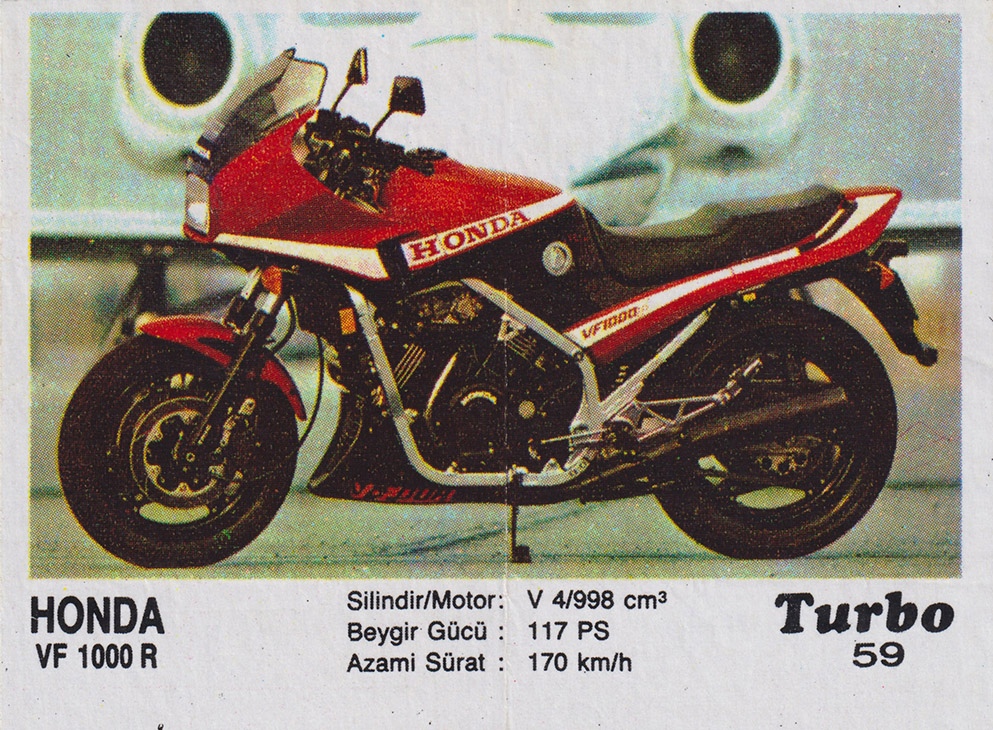 HONDA
VF1000
HONDA
VF 1000 R
Silindir/Motor: V 4/998 cm³
Beygir Gücü : 117 PS
Azami Sürat : 170 km/h
Turbo
59